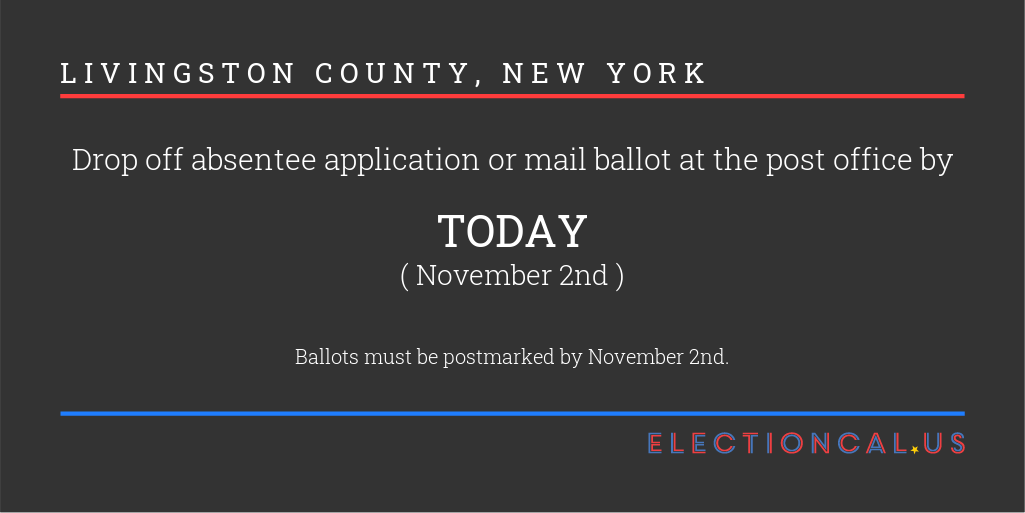 LIVINGSTON COUNTY, NEW YORK
Drop off absentee application or mail ballot at the post office by
TODAY
( November 2nd )
Ballots must be postmarked by November 2nd.
ELECTIONCAL.US